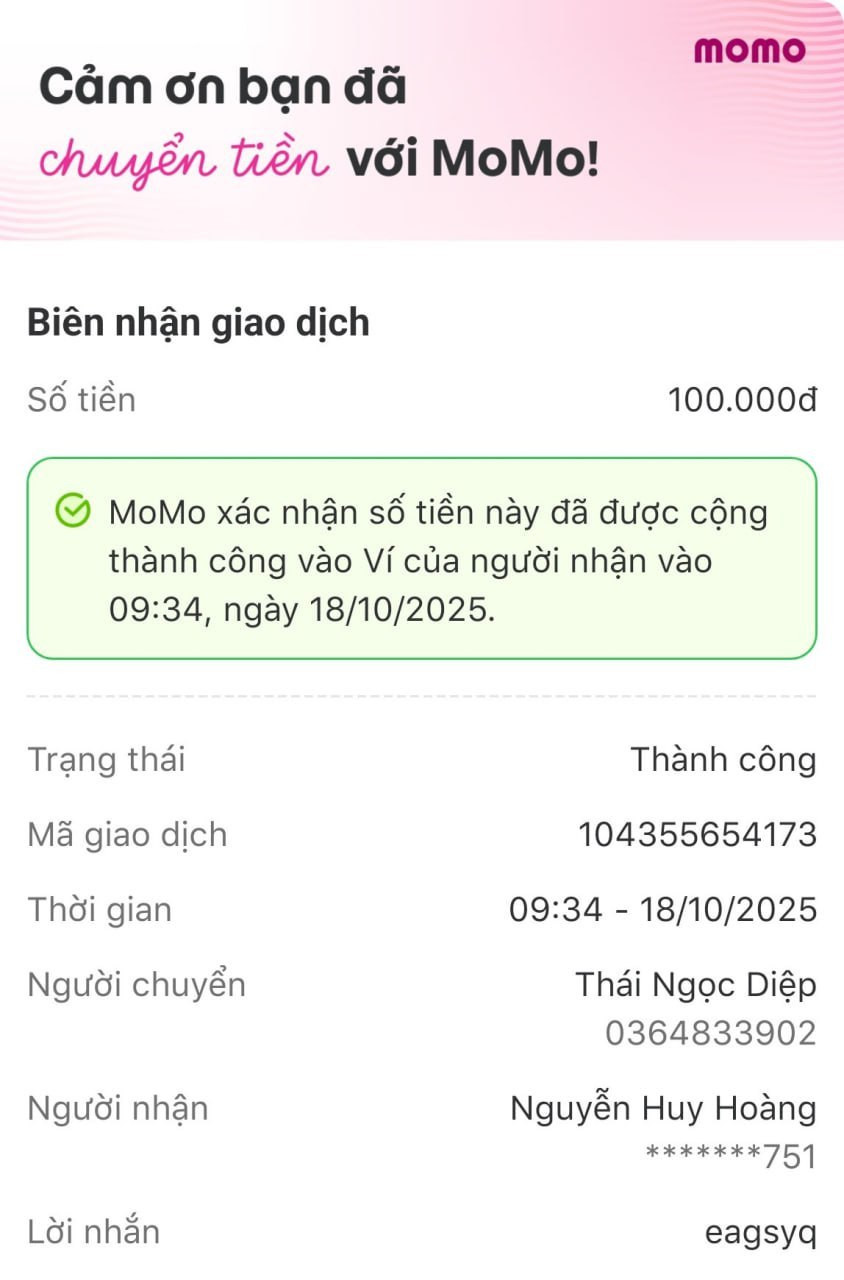 momo
Cảm ơn bạn đã
chuyển tiền với MoMo!
Biên nhận giao dịch
Số tiền 100.000đ
MoMo xác nhận số tiền này đã được cộng
thành công vào Ví của người nhận vào
09:34, ngày 18/10/2025.
Trạng thái Thành công
Mã giao dịch 104355654173
Thời gian 09:34 - 18/10/2025
Người chuyển Thái Ngọc Diệp
0364833902
Người nhận Nguyễn Huy Hoàng
*******751
Lời nhắn eagsyq